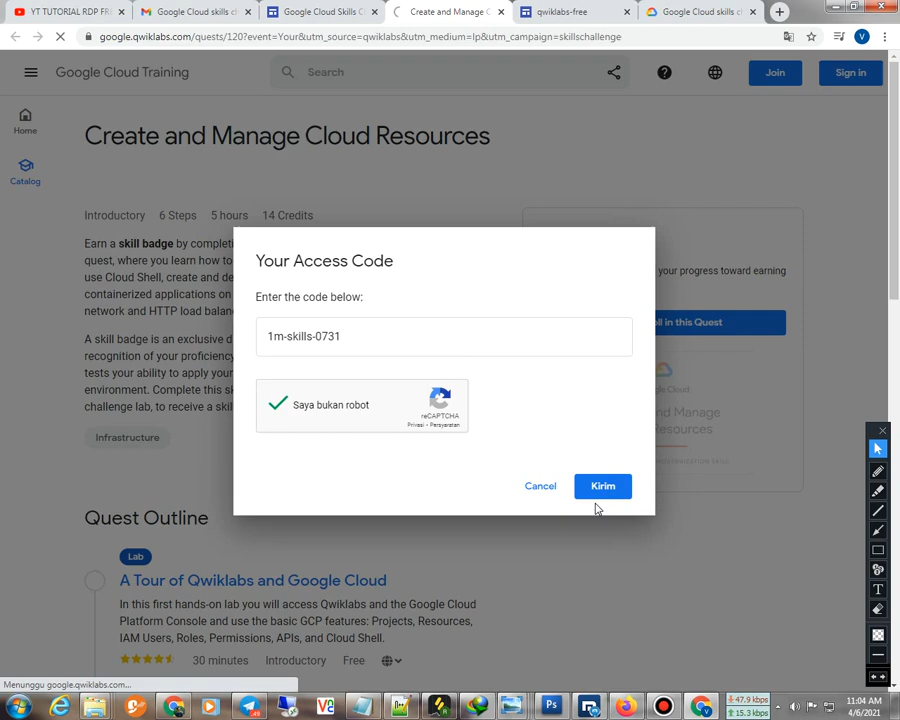 YT TUTORIAL RDP FR
Google Cloud skills ch
Google Cloud Skills C
Create and Manage C
qwiklabs-free
Google Cloud skills ch
google.qwiklabs.com/quests/120?event=Your&utm_source=qwiklabs&utm_medium=lp&utm_campaign=skillschallenge
V
Google Cloud Training
Search
Join
Sign in
Home
Catalog
Create and Manage Cloud Resources
Introductory 6 Steps 5 hours 14 Credits
Earn a skill badge by completi
quest, where you learn how to
use Cloud Shell, create and de
containerized applications on
network and HTTP load balan
A skill badge is an exclusive d
recognition of your proficiency
tests your ability to apply your
environment. Complete this sk
challenge lab, to receive a skil
Infrastructure
your progress toward earning
ll in this Quest
Cloud
nd Manage
esources
Your Access Code
Enter the code below:
1m-skills-0731
Saya bukan robot
reCAPTCHA
Privasi - Persyaratan
Cancel
Kirim
Quest Outline
Lab
A Tour of Qwiklabs and Google Cloud
In this first hands-on lab you will access Qwiklabs and the Google Cloud
Platform Console and use the basic GCP features: Projects, Resources,
IAM Users, Roles, Permissions, APIs, and Cloud Shell.
30 minutes Introductory Free
Menunggu google.qwiklabs.com...
T
Ps
47.9 kbps
15.3 kbps
11:04 AM
4/6/2021